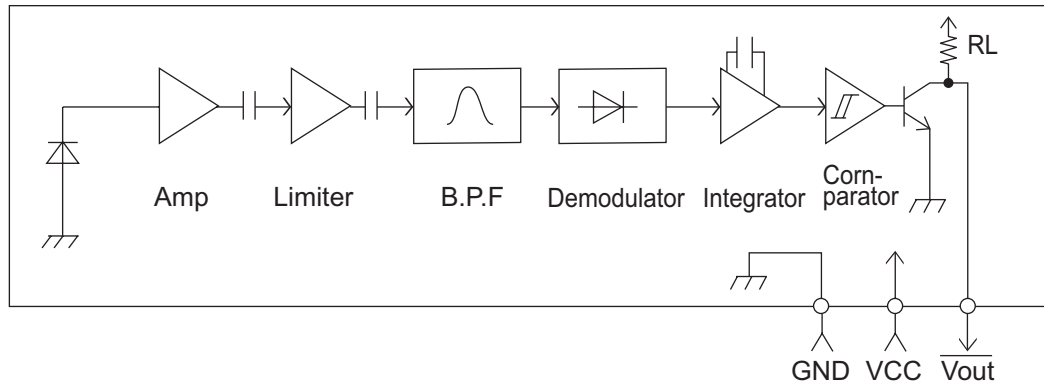 RL
Amp
Limiter
B.P.F
Demodulator
Integrator
Corn-
parator
GND
VCC
Vout